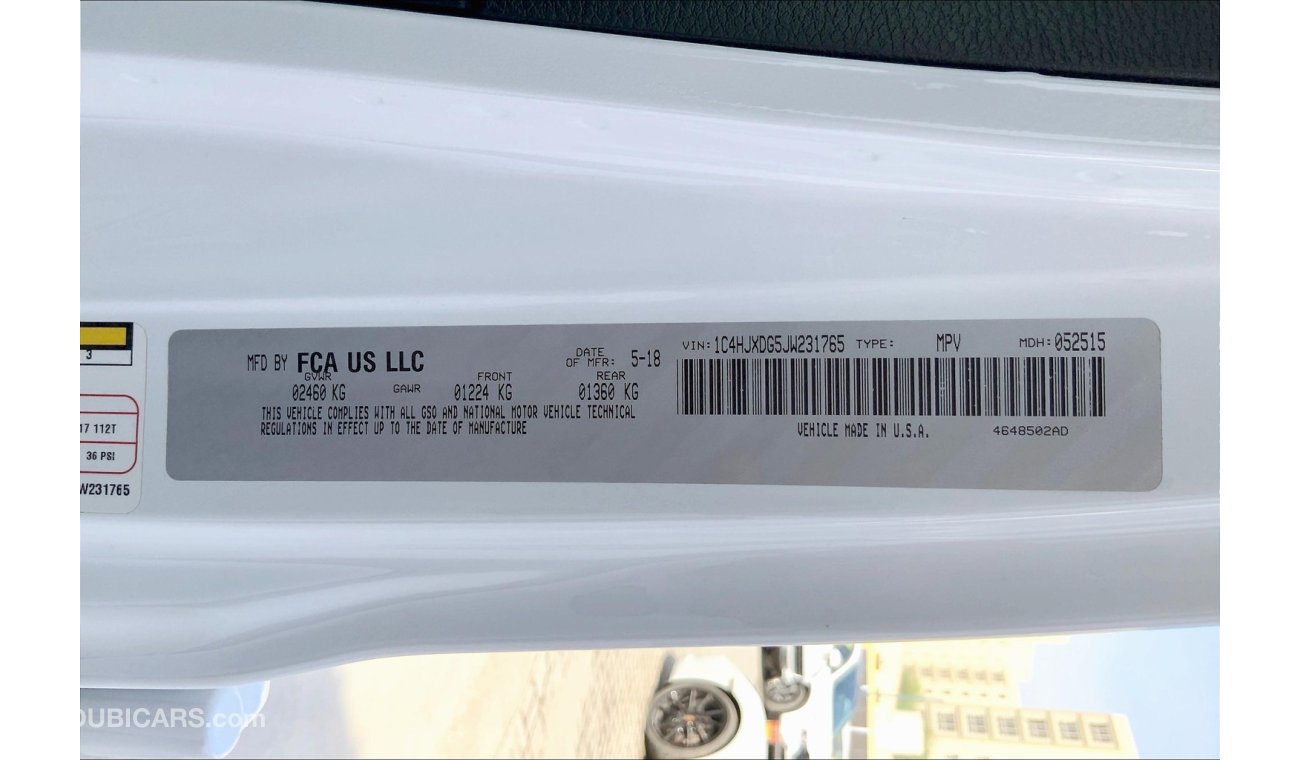 3
17 112T
36 PSI
W231765
MFD BY FCA US LLC DATE OF MFR: 5-18
GVWR
02460 KG GAWR FRONT 01224 KG REAR 01360 KG
THIS VEHICLE COMPLIES WITH ALL GSO AND NATIONAL MOTOR VEHICLE TECHNICAL
REGULATIONS IN EFFECT UP TO THE DATE OF MANUFACTURE
VIN: 1C4HJXDG5JW231765 TYPE: MPV MDH: 052515
VEHICLE MADE IN U.S.A. 4648502AD
DUBICARS.com